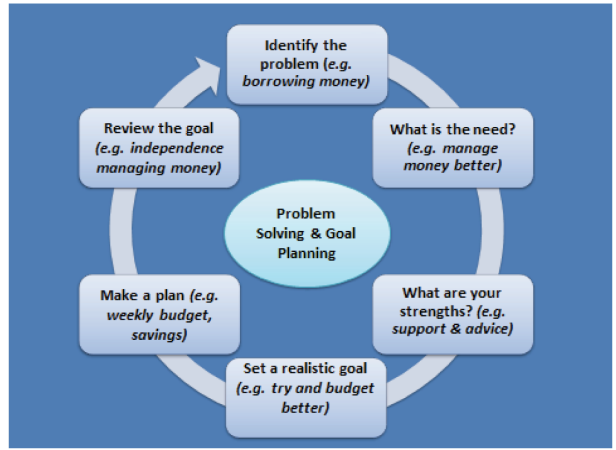 Identify the
problem (e.g.
borrowing money)
What is the need?
(e.g. manage
money better)
What are your
strengths? (e.g.
support & advice)
Set a realistic goal
(e.g. try and budget
better)
Make a plan (e.g.
weekly budget,
savings)
Review the goal
(e.g. independence
managing money)
Problem
Solving & Goal
Planning